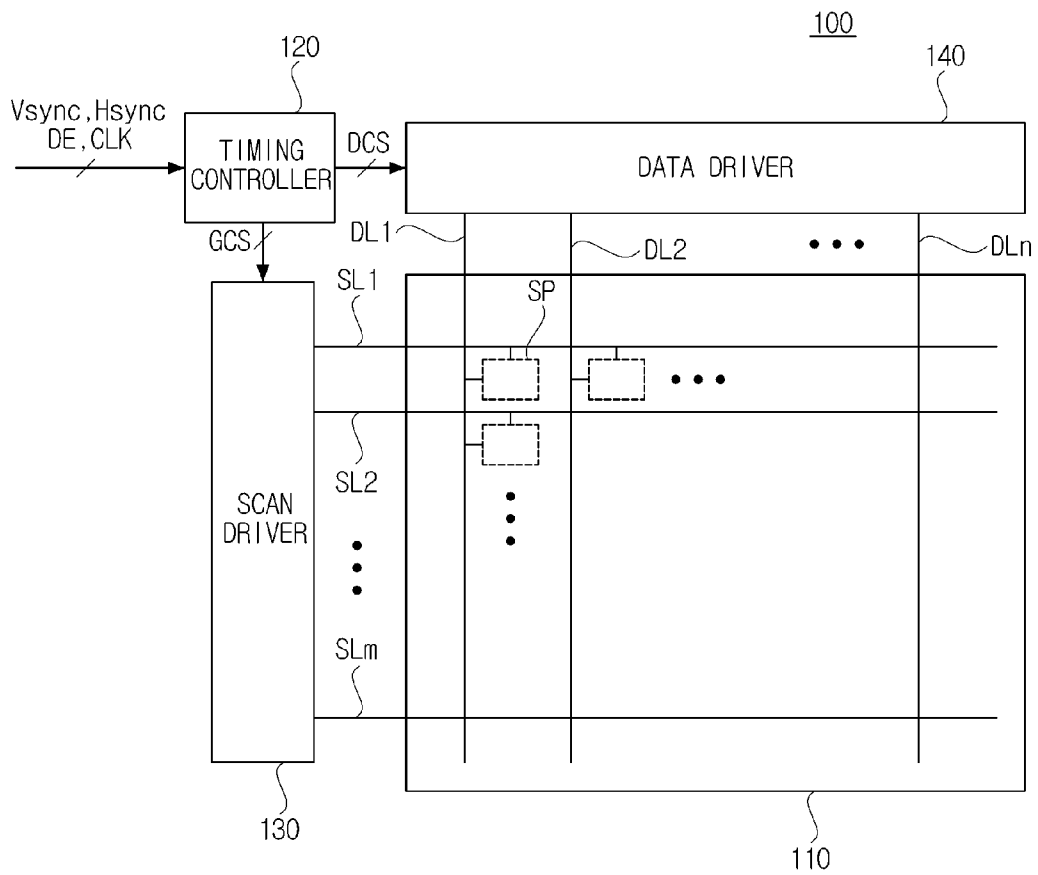 100
120
140
Vsync,Hsync
DE,CLK
TIMING
CONTROLLER
DCS
DATA DRIVER
GCS
DL1
DL2
DLn
SL1
SP
SL2
SCAN
DRIVER
SLm
130
110